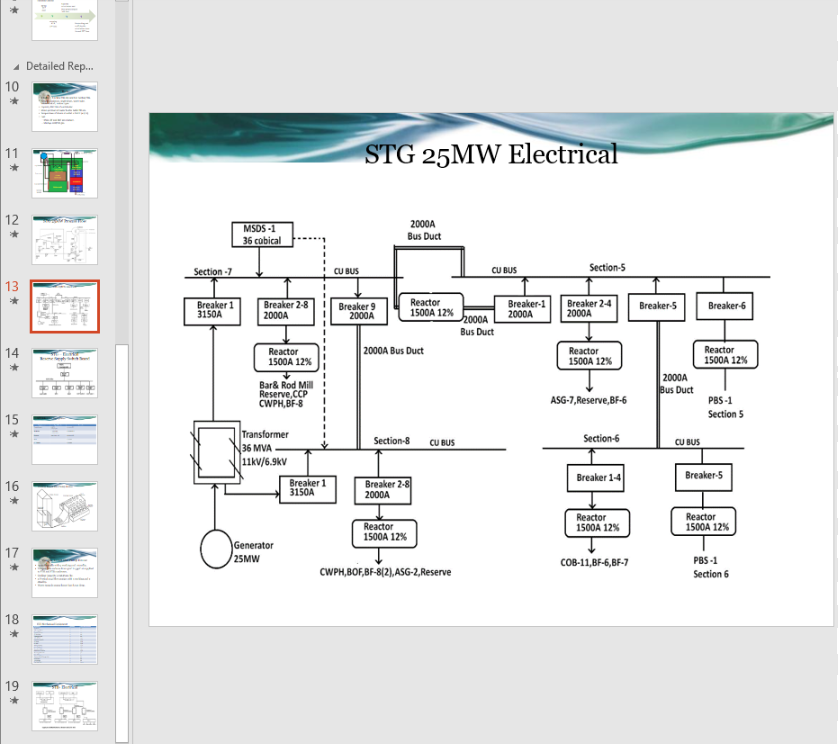 Detailed Rep...
10
11
12
13
14
15
16
17
18
19
STG 25MW Electrical
MSDS -1
36 cubical
2000A
Bus Duct
Section -7
CU BUS
CU BUS
Section-5
Breaker 1
3150A
Breaker 2-8
2000A
Breaker 9
2000A
Reactor
1500A 12%
2000A
Bus Duct
Breaker-1
2000A
Breaker 2-4
2000A
Breaker-5
Breaker-6
Reactor
1500A 12%
2000A Bus Duct
Reactor
1500A 12%
Reactor
1500A 12%
Bar& Rod Mill
Reserve,CCP
CWPH,BF-8
2000A
Bus Duct
ASG-7,Reserve,BF-6
PBS -1
Section 5
Transformer
36 MVA
11kV/6.9kV
Section-8
CU BUS
Section-6
CU BUS
Breaker 1
3150A
Breaker 2-8
2000A
Breaker 1-4
Breaker-5
Reactor
1500A 12%
Reactor
1500A 12%
Reactor
1500A 12%
Generator
25MW
CWPH,BOF,BF-8(2),ASG-2,Reserve
COB-11,BF-6,BF-7
PBS -1
Section 6